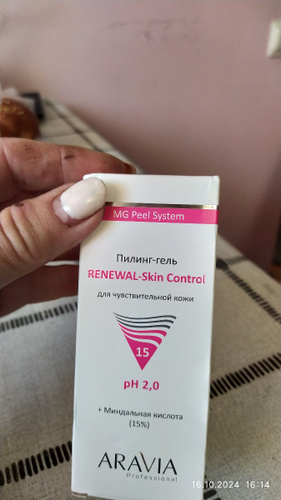 MG Peel System
Пилинг-гель
RENEWAL-Skin Control
для чувствительной кожи
15
pH 2,0
+ Миндальная кислота
(15%)
ARAVIA
Professional
16.10.2024 16:14